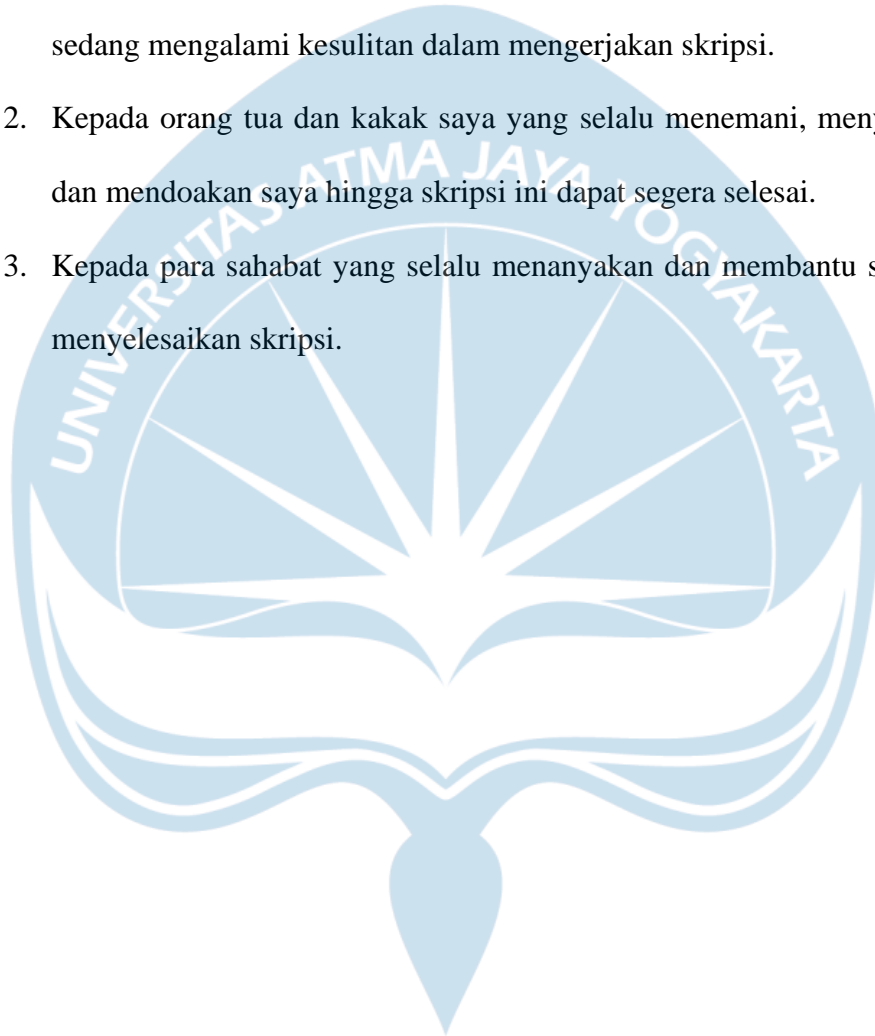 sedang mengalami kesulitan dalam mengerjakan skripsi.
2. Kepada orang tua dan kakak saya yang selalu menemani,
dan mendoakan saya hingga skripsi ini dapat segera selesai.
3. Kepada para sahabat yang selalu menanyakan dan membantu
menyelesaikan skripsi.
UNIVERSITAS ATMA JAYA YOGYAKARTA